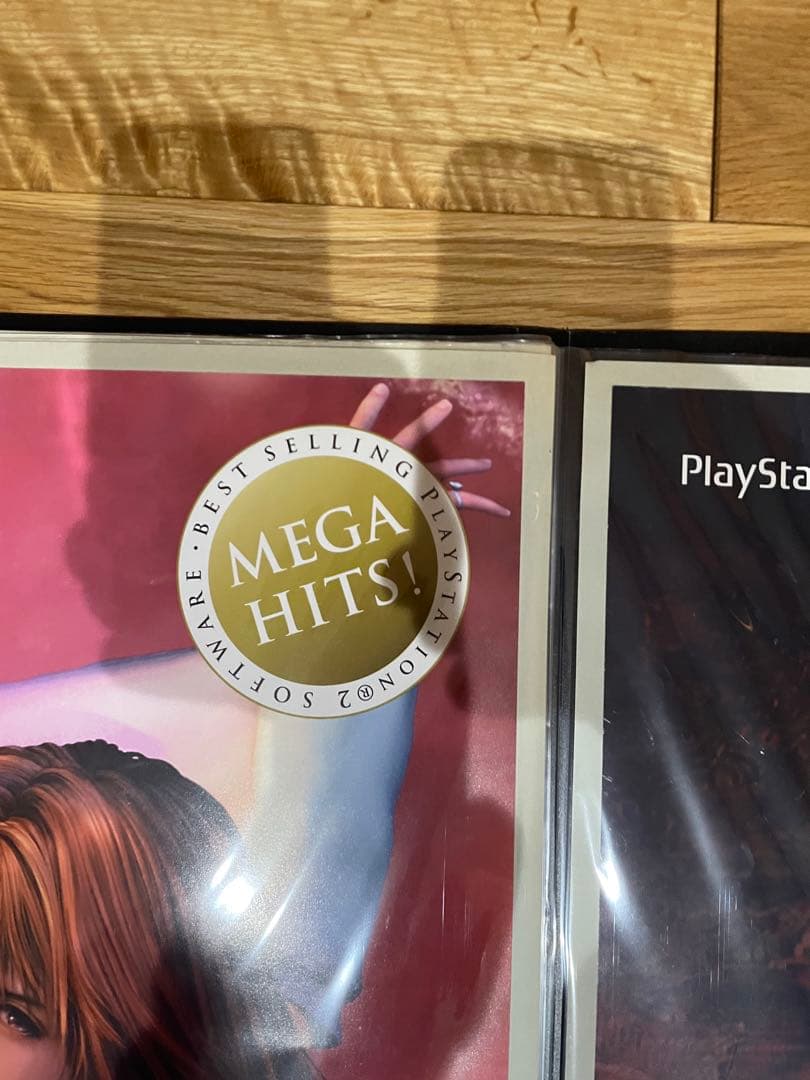 BEST SELLING PlayStation®2 SOFTWARE ·
MEGA
HITS!
PlaySta